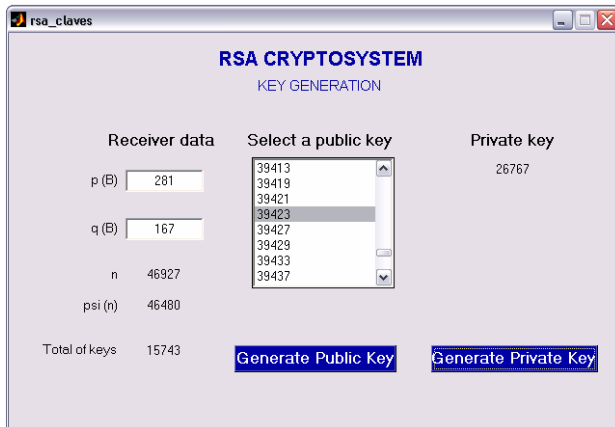 rsa_claves
RSA CRYPTOSYSTEM
KEY GENERATION
Receiver data
p (B) 281
q (B) 167
n 46927
psi (n) 46480
Total of keys 15743
Select a public key
39413
39419
39421
39423
39427
39429
39433
39437
Generate Public Key
Private key
26767
Generate Private Key